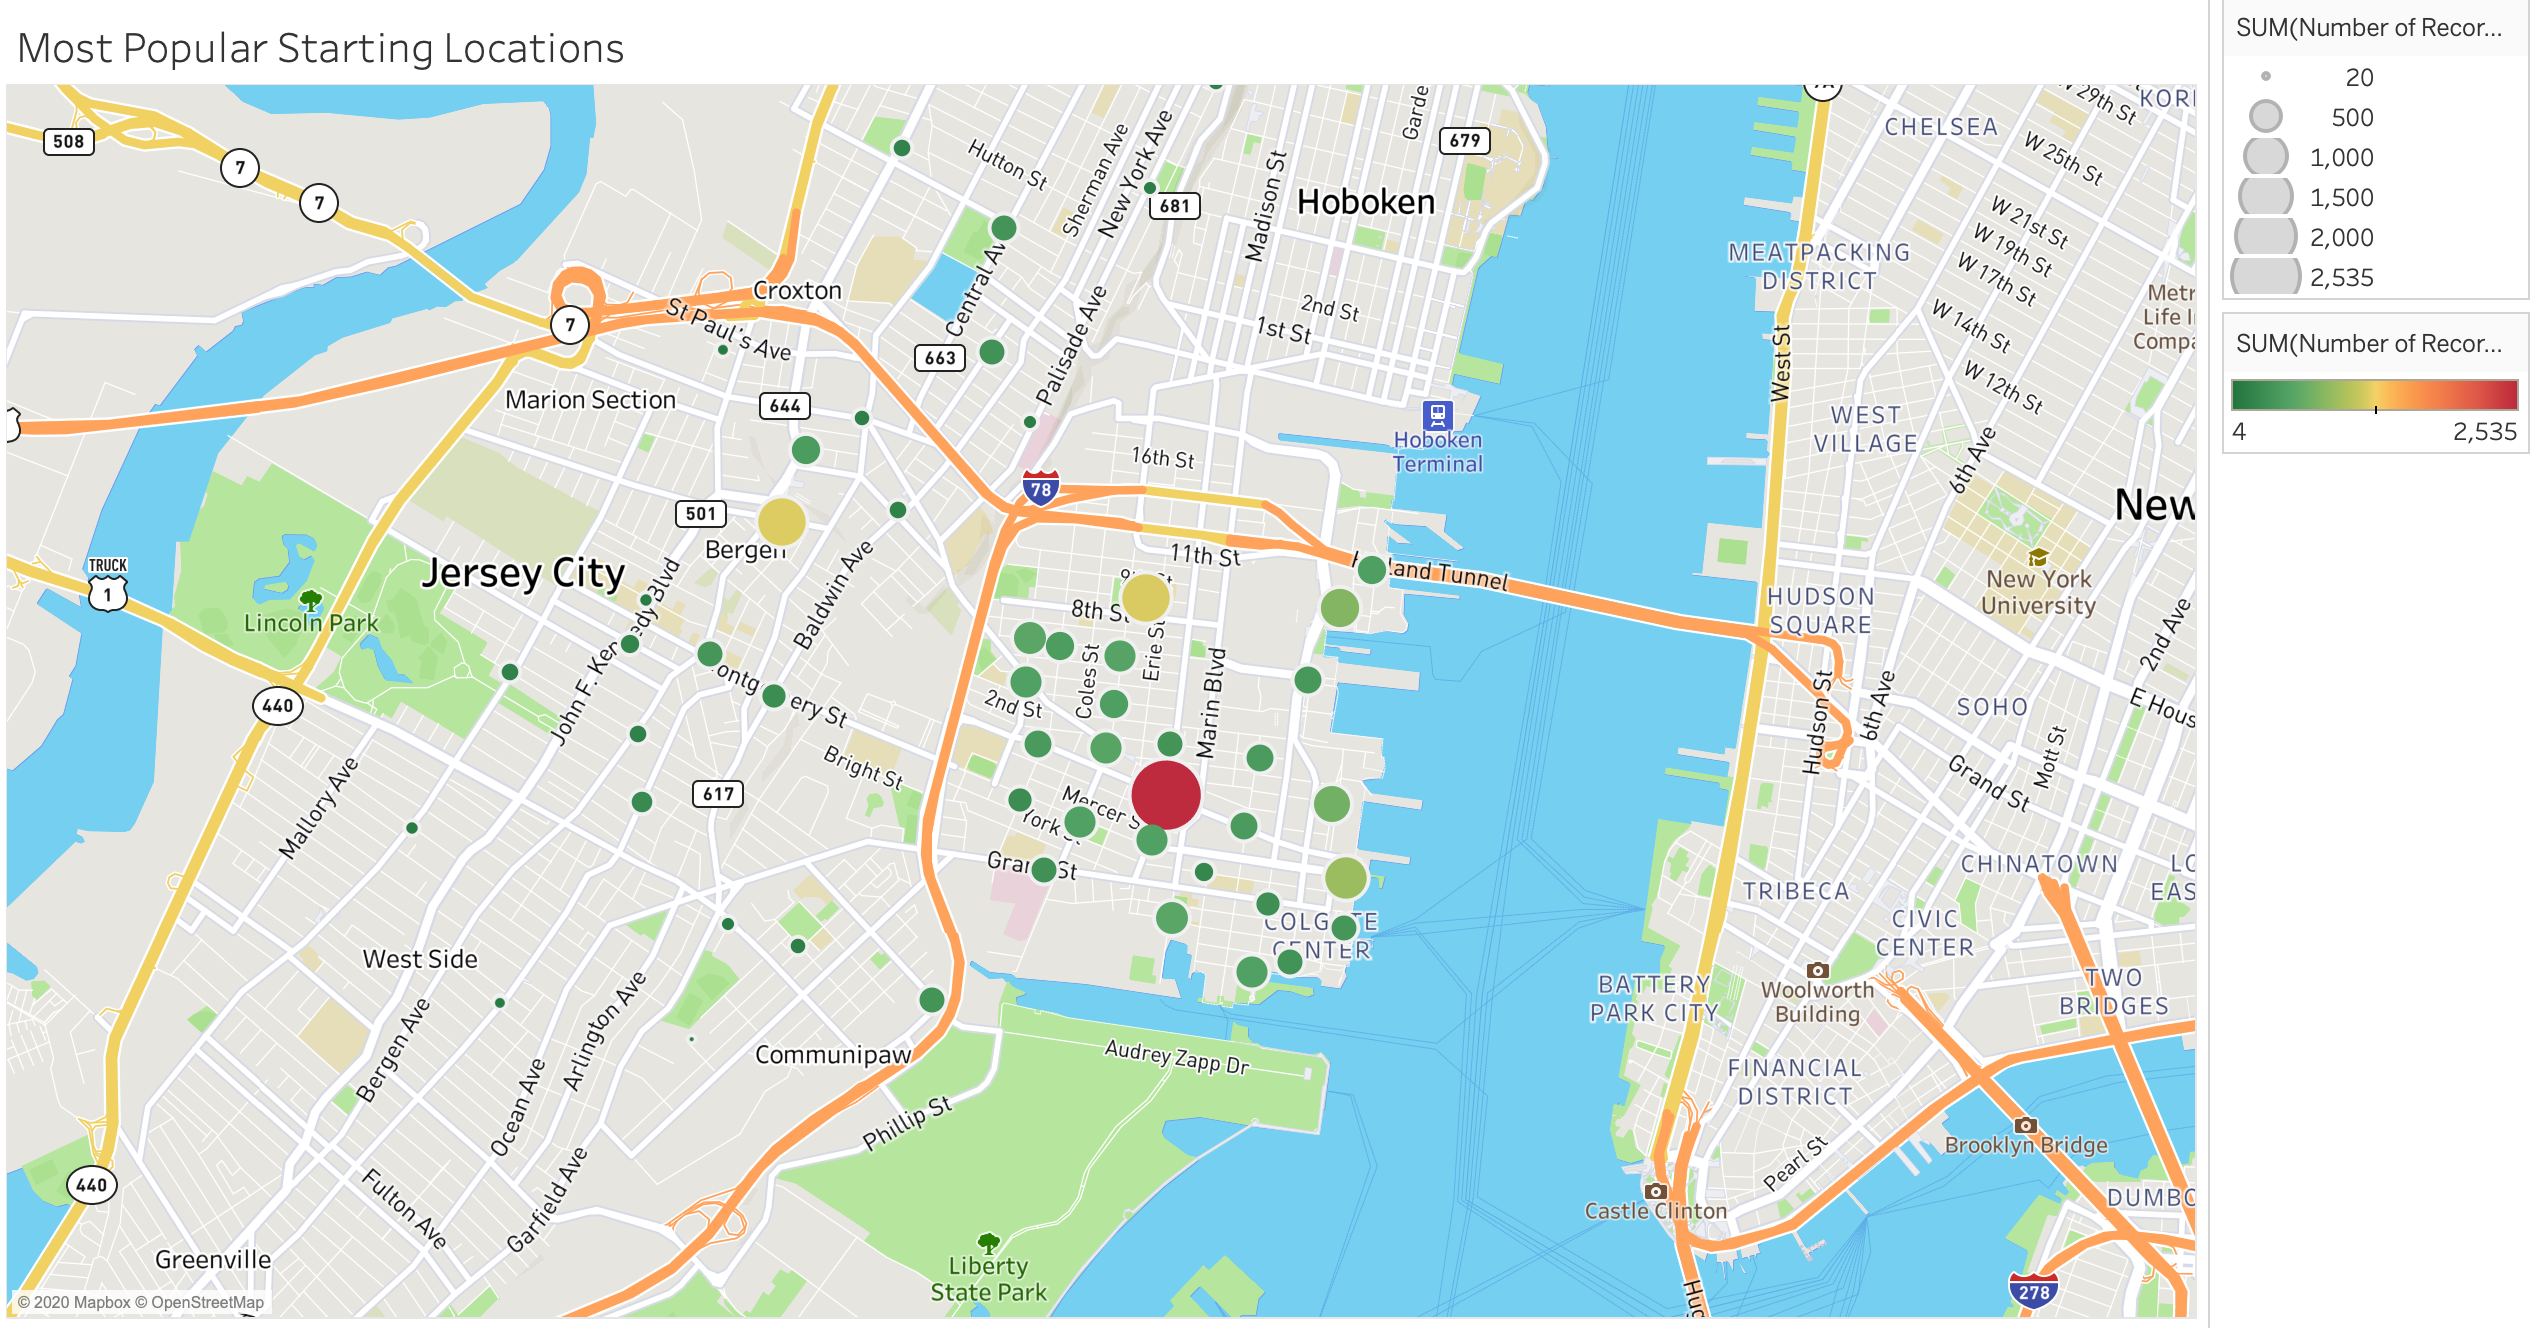 Most Popular Starting Locations
SUM(Number of Recor...
20
500
1,000
1,500
2,000
2,535
SUM(Number of Recor...
4
2,535
508
7
7
7
Hutton St
Sherman Ave
New York Ave
681
Madison St
Garde
679
Hoboken
7A
CHELSEA
W 29th St
KOR
W 25th St
W 21st St
W 19th St
W 17th St
W 14th St
W 12th St
MEATPACKING
DISTRICT
Metr
Life I
Compa
Croxton
St Paul's Ave
Central Av
663
Palisade Ave
2nd St
1st St
West St
Marion Section
644
Hoboken
Terminal
WEST
VILLAGE
6th Ave
16th St
78
501
Bergen
New
11th St
Holland Tunnel
TRUCK
1
Jersey City
Lincoln Park
John F. Kennedy Blvd
Baldwin Ave
8th St
Erie St
Coles St
Marin Blvd
HUDSON
SQUARE
New York
University
2nd Ave
E Hous
440
2nd St
Montgomery St
Bright St
Hudson St
6th Ave
SOHO
Mott St
Grand St
617
Mallory Ave
Mercer S
York St
Grand St
CHINATOWN
LO
EAS
TRIBECA
CIVIC
CENTER
COLGATE
CENTER
West Side
BATTERY
PARK CITY
Woolworth
Building
TWO
BRIDGES
Bergen Ave
Arlington Ave
Ocean Ave
Communipaw
Audrey Zapp Dr
FINANCIAL
DISTRICT
Phillip St
Pearl St
Brooklyn Bridge
440
Fulton Ave
Garfield Ave
Castle Clinton
DUMBO
Greenville
Liberty
State Park
Hug
278
© 2020 Mapbox © OpenStreetMap